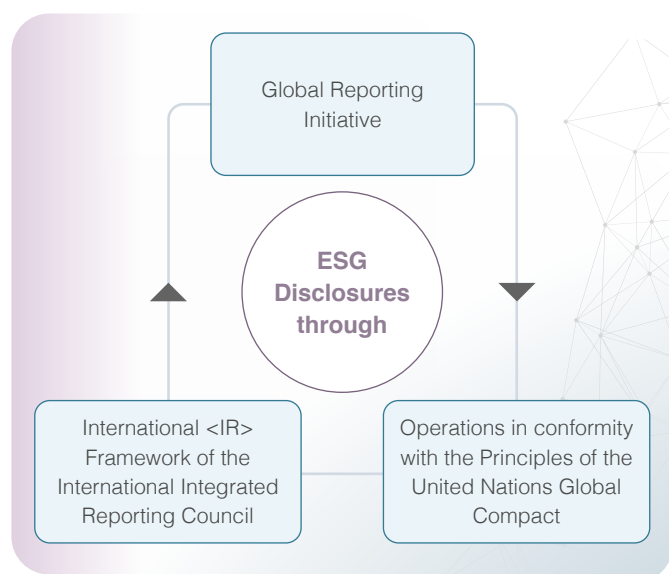 Global Reporting
Initiative
ESG
Disclosures
through
International <IR>
Framework of the
International Integrated
Reporting Council
Operations in conformity
with the Principles of the
United Nations Global
Compact